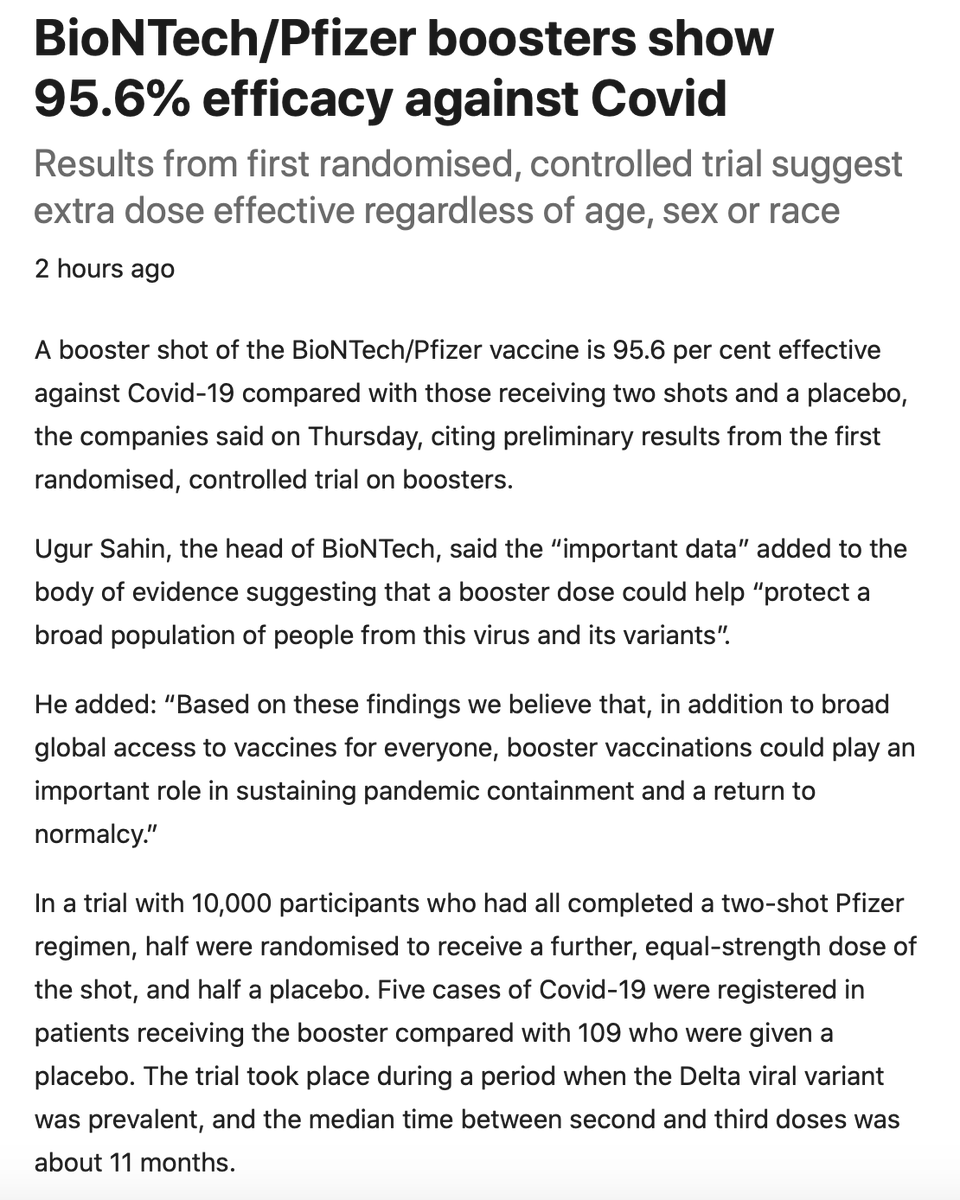 BioNTech/Pfizer boosters show
95.6% efficacy against Covid
Results from first randomised, controlled trial suggest
extra dose effective regardless of age, sex or race
2 hours ago
A booster shot of the BioNTech/Pfizer vaccine is 95.6 per cent effective
against Covid-19 compared with those receiving two shots and a placebo,
the companies said on Thursday, citing preliminary results from the first
randomised, controlled trial on boosters.
Ugur Sahin, the head of BioNTech, said the “important data” added to the
body of evidence suggesting that a booster dose could help “protect a
broad population of people from this virus and its variants”.
He added: “Based on these findings we believe that, in addition to broad
global access to vaccines for everyone, booster vaccinations could play an
important role in sustaining pandemic containment and a return to
normalcy.”
In a trial with 10,000 participants who had all completed a two-shot Pfizer
regimen, half were randomised to receive a further, equal-strength dose of
the shot, and half a placebo. Five cases of Covid-19 were registered in
patients receiving the booster compared with 109 who were given a
placebo. The trial took place during a period when the Delta viral variant
was prevalent, and the median time between second and third doses was
about 11 months.